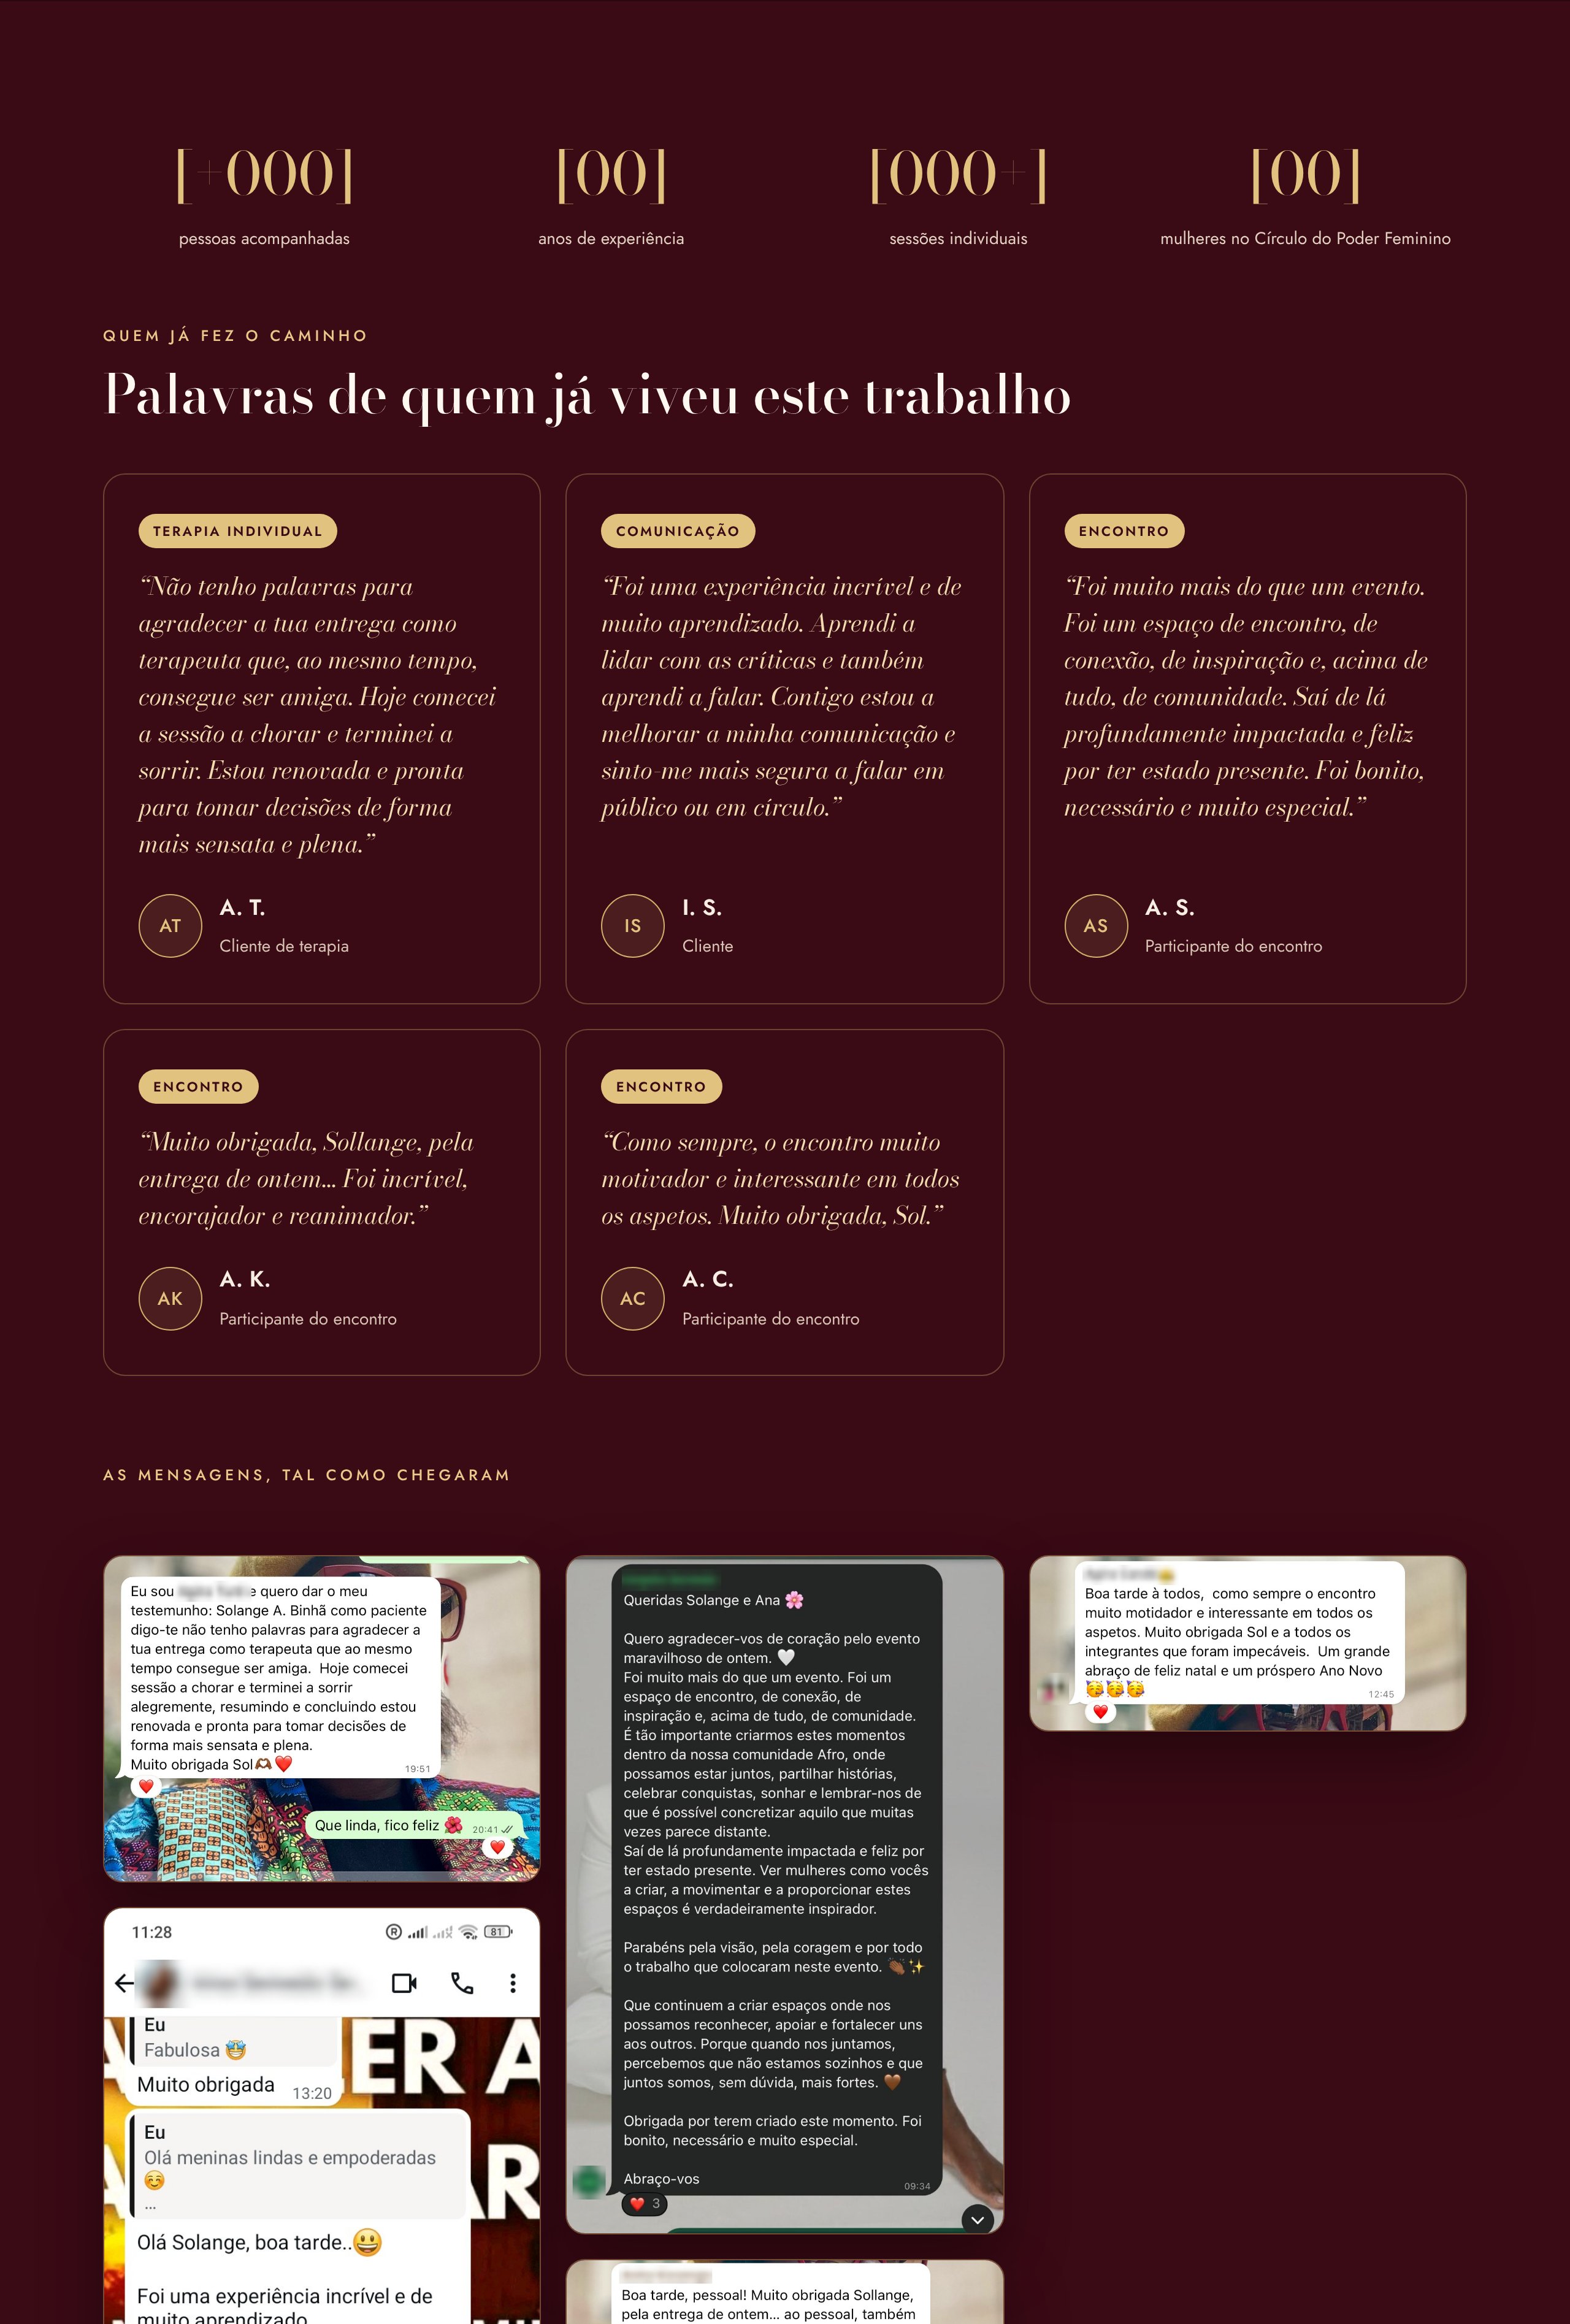 [+000]
pessoas acompanhadas
[00]
anos de experiência
[000+]
sessões individuais
[00]
mulheres no Círculo do Poder Feminino
QUEM JÁ FEZ O CAMINHO
Palavras de quem já viveu este trabalho
TERAPIA INDIVIDUAL
“Não tenho palavras para
agradecer a tua entrega como
terapeuta que, ao mesmo tempo,
consegue ser amiga. Hoje comecei
a sessão a chorar e terminei a
sorrir. Estou renovada e pronta
para tomar decisões de forma
mais sensata e plena.”
AT
A. T.
Cliente de terapia
COMUNICAÇÃO
“Foi uma experiência incrível e de
muito aprendizado. Aprendi a
lidar com as críticas e também
aprendi a falar. Contigo estou a
melhorar a minha comunicação e
sinto-me mais segura a falar em
público ou em círculo.”
IS
I. S.
Cliente
ENCONTRO
“Foi muito mais do que um evento.
Foi um espaço de encontro, de
conexão, de inspiração e, acima de
tudo, de comunidade. Saí de lá
profundamente impactada e feliz
por ter estado presente. Foi bonito,
necessário e muito especial.”
AS
A. S.
Participante do encontro
ENCONTRO
“Muito obrigada, Sollange, pela
entrega de ontem... Foi incrível,
encorajador e reanimador.”
AK
A. K.
Participante do encontro
ENCONTRO
“Como sempre, o encontro muito
motivador e interessante em todos
os aspetos. Muito obrigada, Sol.”
AC
A. C.
Participante do encontro
AS MENSAGENS, TAL COMO CHEGARAM
Eu sou e quero dar o meu
testemunho: Solange A. Binhã como paciente
digo-te não tenho palavras para agradecer a
tua entrega como terapeuta que ao mesmo
tempo consegue ser amiga. Hoje comecei
sessão a chorar e terminei a sorrir
alegremente, resumindo e concluindo estou
renovada e pronta para tomar decisões de
forma mais sensata e plena.
Muito obrigada Sol🫶🏾❤️
19:51
❤️
Que linda, fico feliz 🌺
20:41
❤️
11:28
81
Eu
Fabulosa 🤩
Muito obrigada
13:20
ER A
Eu
Olá meninas lindas e empoderadas
☺️
...
AR
Olá Solange, boa tarde..😃
Foi uma experiência incrível e de
muito aprendizado
Queridas Solange e Ana 🌸
Quero agradecer-vos de coração pelo evento
maravilhoso de ontem. 🤍
Foi muito mais do que um evento. Foi um
espaço de encontro, de conexão, de
inspiração e, acima de tudo, de comunidade.
É tão importante criarmos estes momentos
dentro da nossa comunidade Afro, onde
possamos estar juntos, partilhar histórias,
celebrar conquistas, sonhar e lembrar-nos de
que é possível concretizar aquilo que muitas
vezes parece distante.
Saí de lá profundamente impactada e feliz por
ter estado presente. Ver mulheres como vocês
a criar, a movimentar e a proporcionar estes
espaços é verdadeiramente inspirador.
Parabéns pela visão, pela coragem e por todo
o trabalho que colocaram neste evento. 👏🏾✨
Que continuem a criar espaços onde nos
possamos reconhecer, apoiar e fortalecer uns
aos outros. Porque quando nos juntamos,
percebemos que não estamos sozinhos e que
juntos somos, sem dúvida, mais fortes. 🤎
Obrigada por terem criado este momento. Foi
bonito, necessário e muito especial.
Abraço-vos
09:34
❤️ 3
Boa tarde, pessoal! Muito obrigada Sollange,
pela entrega de ontem... ao pessoal, também
Boa tarde à todos, como sempre o encontro
muito motidador e interessante em todos os
aspetos. Muito obrigada Sol e a todos os
integrantes que foram impecáveis. Um grande
abraço de feliz natal e um próspero Ano Novo
🥳🥳🥳
12:45
❤️